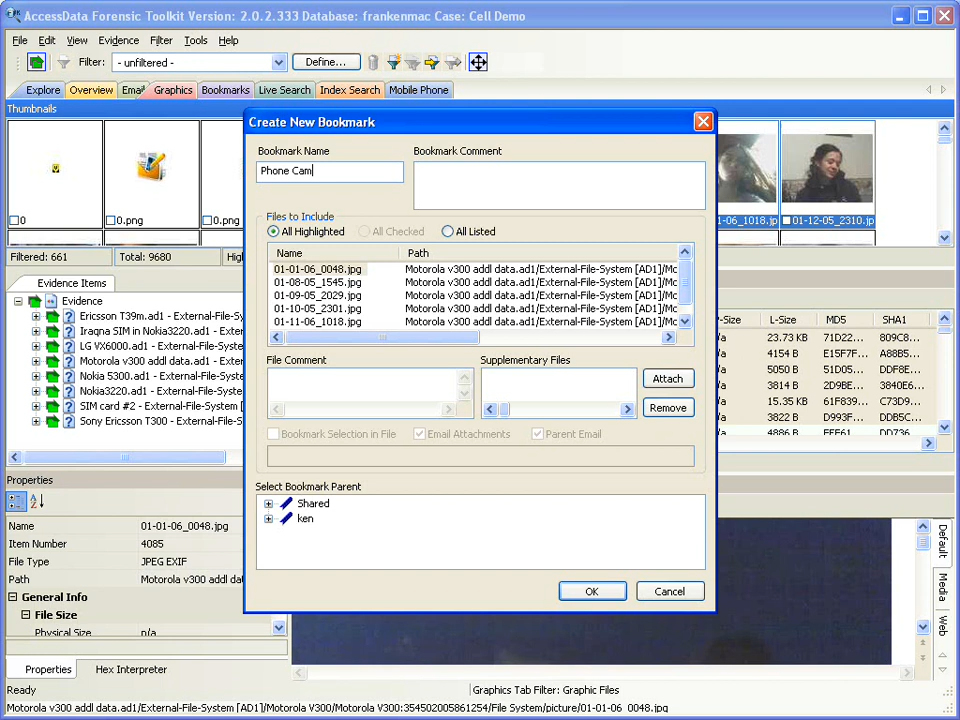 AccessData Forensic Toolkit Version: 2.0.2.333 Database: frankenmac Case: Cell Demo
File Edit View Evidence Filter Tools Help
Filter: - unfiltered - Define...
Explore Overview Email Graphics Bookmarks Live Search Index Search Mobile Phone
Thumbnails
0 0.png 0.png
-06_1018.jpg 01-12-05_2310.jpg
Filtered: 661 Total: 9680 High
Evidence Items
Evidence
Ericsson T39m.ad1 - External-File-S
Iraqna SIM in Nokia3220.ad1 - Exter
LG VX6000.ad1 - External-File-Syste
Motorola v300 addl data.ad1 - Exter
Nokia 5300.ad1 - External-File-Syst
Nokia3220.ad1 - External-File-Syste
SIM card #2 - External-File-System [
Sony Ericsson T300 - External-File-S
Create New Bookmark
Bookmark Name
Phone Cam
Bookmark Comment
Files to Include
All Highlighted All Checked All Listed
Name Path
01-01-06_0048.jpg Motorola v300 addl data.ad1/External-File-System [AD1]/Mc
01-08-05_1545.jpg Motorola v300 addl data.ad1/External-File-System [AD1]/Mc
01-09-05_2029.jpg Motorola v300 addl data.ad1/External-File-System [AD1]/Mc
01-10-05_2301.jpg Motorola v300 addl data.ad1/External-File-System [AD1]/Mc
01-11-06_1018.jpg Motorola v300 addl data.ad1/External-File-System [AD1]/Mc
File Comment Supplementary Files
Attach
Remove
Bookmark Selection in File Email Attachments Parent Email
Select Bookmark Parent
Shared
ken
OK Cancel
P-Size L-Size MD5 SHA1
/a 23.73 KB 71D22... 809C8...
/a 4154 B E15F7F... A88B5...
/a 5050 B 51D05... DDF8E...
/a 3814 B 2D9BE... 3840E6...
/a 15.35 KB 61F839... C73D9...
/a 3822 B D993F... DDB5C...
/a 4886 B EEE61... DD736...
Properties
Name 01-01-06_0048.jpg
Item Number 4085
File Type JPEG EXIF
Path Motorola v300 addl dat
General Info
File Size
Physical Size n/a
Default
Media
Web
Properties Hex Interpreter
Ready Graphics Tab Filter: Graphic Files
Motorola v300 addl data.ad1/External-File-System [AD1]/Motorola V300/Motorola V300:354502005861254/File System/picture/01-01-06_0048.jpg